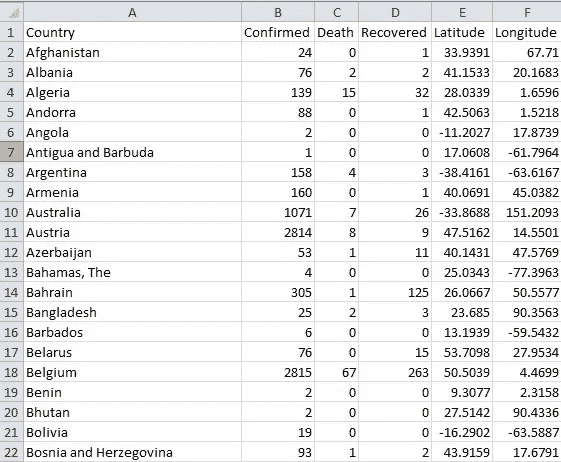 A B C D E F
1 Country Confirmed Death Recovered Latitude Longitude
2 Afghanistan 24 0 1 33.9391 67.71
3 Albania 76 2 2 41.1533 20.1683
4 Algeria 139 15 32 28.0339 1.6596
5 Andorra 88 0 1 42.5063 1.5218
6 Angola 2 0 0 -11.2027 17.8739
7 Antigua and Barbuda 1 0 0 17.0608 -61.7964
8 Argentina 158 4 3 -38.4161 -63.6167
9 Armenia 160 0 1 40.0691 45.0382
10 Australia 1071 7 26 -33.8688 151.2093
11 Austria 2814 8 9 47.5162 14.5501
12 Azerbaijan 53 1 11 40.1431 47.5769
13 Bahamas, The 4 0 0 25.0343 -77.3963
14 Bahrain 305 1 125 26.0667 50.5577
15 Bangladesh 25 2 3 23.685 90.3563
16 Barbados 6 0 0 13.1939 -59.5432
17 Belarus 76 0 15 53.7098 27.9534
18 Belgium 2815 67 263 50.5039 4.4699
19 Benin 2 0 0 9.3077 2.3158
20 Bhutan 2 0 0 27.5142 90.4336
21 Bolivia 19 0 0 -16.2902 -63.5887
22 Bosnia and Herzegovina 93 1 2 43.9159 17.6791